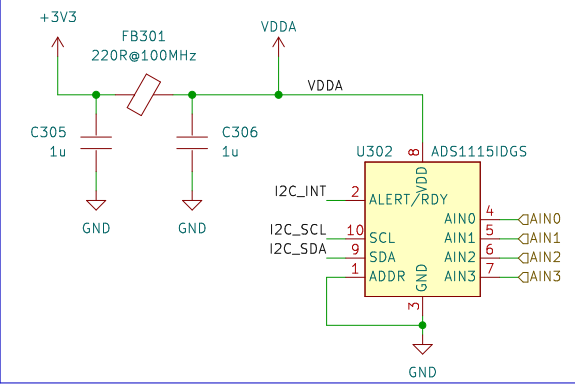 +3V3
FB301
220R@100MHz
VDDA
VDDA
C305
1u
C306
1u
GND
GND
U302
ADS1115IDGS
8
VDD
I2C_INT
2
ALERT/RDY
AIN0
4
AIN0
I2C_SCL
10
SCL
AIN1
5
AIN1
I2C_SDA
9
SDA
AIN2
6
AIN2
1
ADDR
GND
AIN3
7
AIN3
3
GND